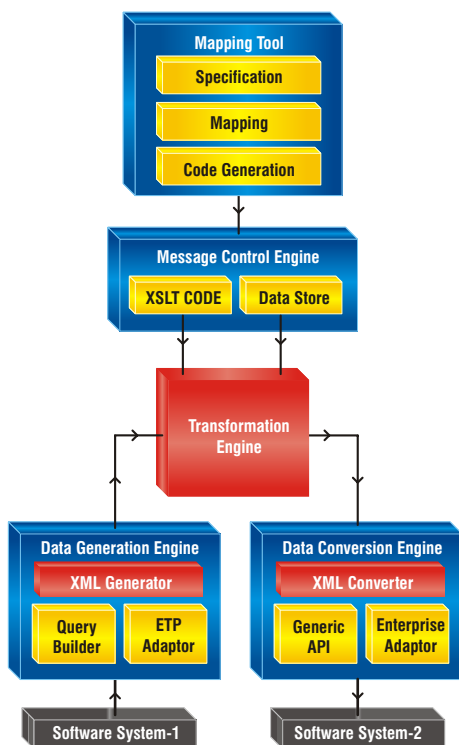 Mapping Tool
Specification
Mapping
Code Generation
Message Control Engine
XSLT CODE
Data Store
Transformation
Engine
Data Generation Engine
XML Generator
Query
Builder
ETP
Adaptor
Data Conversion Engine
XML Converter
Generic
API
Enterprise
Adaptor
Software System-1
Software System-2